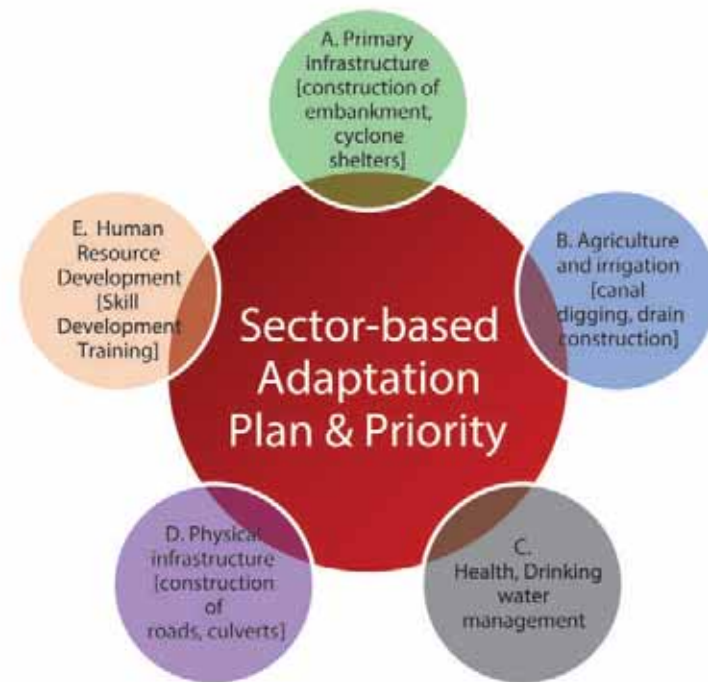 A. Primary
infrastructure
[construction of
embankment,
cyclone
shelters]
B. Agriculture
and irrigation
[canal
digging, drain
construction]
C.
Health, Drinking
water
management
D. Physical
infrastructure
[construction
of
roads, culverts]
E. Human
Resource
Development
[Skill
Development
Training]
Sector-based
Adaptation
Plan & Priority